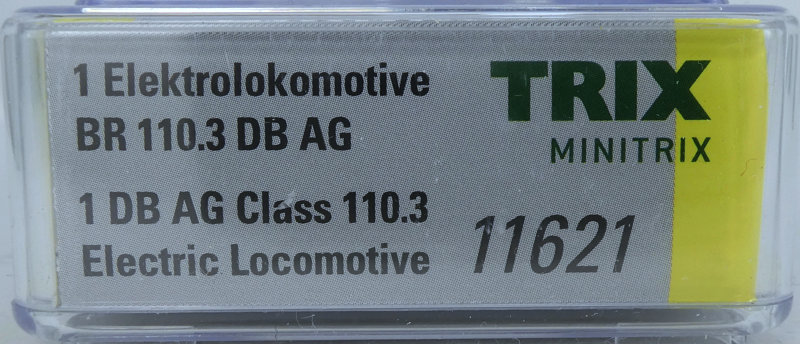 1 Elektrolokomotive
BR 110.3 DB AG
1 DB AG Class 110.3
Electric Locomotive
TRIX
MINITRIX
11621